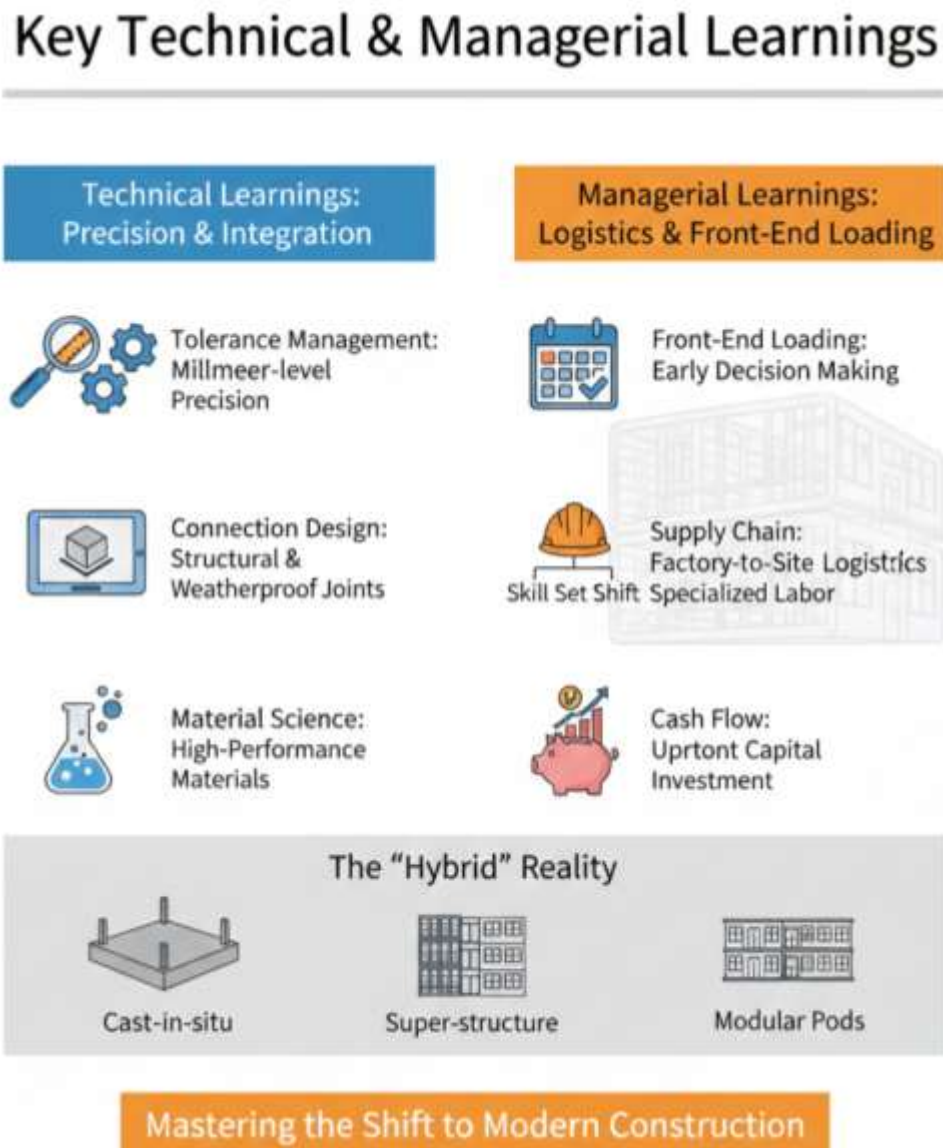 Key Technical & Managerial Learnings
Technical Learnings:
Precision & Integration
Managerial Learnings:
Logistics & Front-End Loading
Tolerance Management:
Millmeer-level
Precision
Front-End Loading:
Early Decision Making
Connection Design:
Structural &
Weatherproof Joints
Supply Chain:
Factory-to-Site Logistrics
Skill Set Shift Specialized Labor
Material Science:
High-Performance
Materials
Cash Flow:
Uprtont Capital
Investment
The “Hybrid” Reality
Cast-in-situ
Super-structure
Modular Pods
Mastering the Shift to Modern Construction